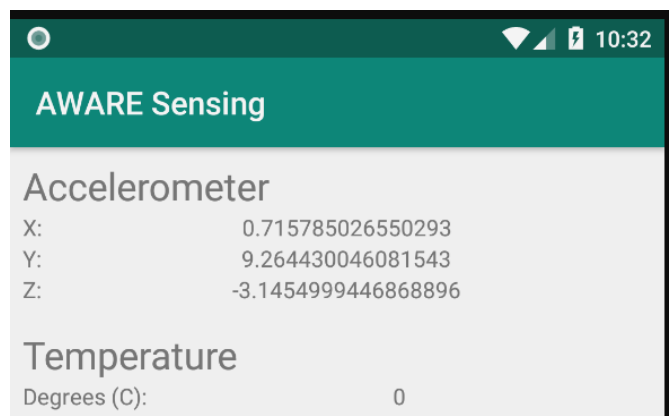 10:32
AWARE Sensing
Accelerometer
X: 0.715785026550293
Y: 9.264430046081543
Z: -3.1454999446868896
Temperature
Degrees (C): 0